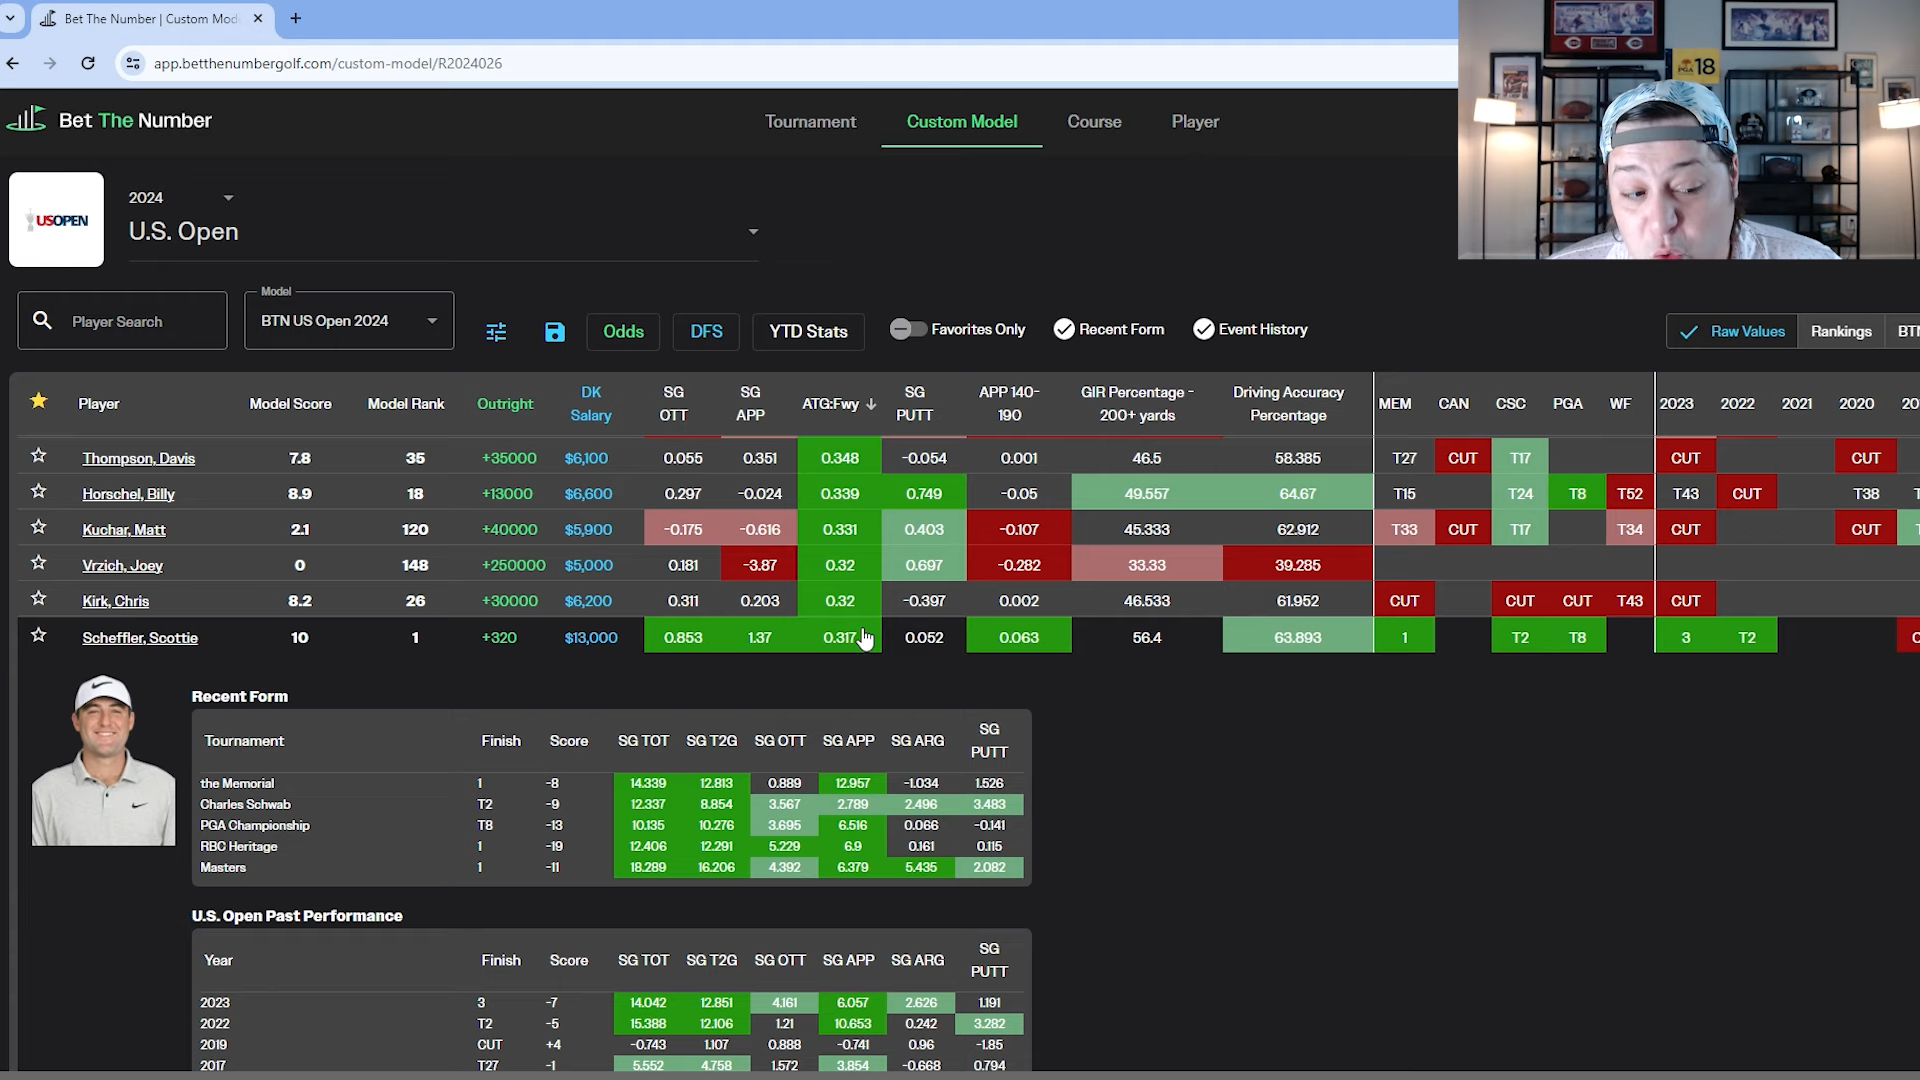 Bet The Number | Custom Mod
app.betthenumbergolf.com/custom-model/R2024026
PGA 18
Bet The Number
Tournament Custom Model Course Player
2024
US OPEN
U.S. Open
Model
Player Search BTN US Open 2024 Odds DFS YTD Stats Favorites Only Recent Form Event History Raw Values Rankings BTN
Player Model Score Model Rank Outright DK Salary SG OTT SG APP ATG:Fwy SG PUTT APP 140-190 GIR Percentage - 200+ yards Driving Accuracy Percentage MEM CAN CSC PGA WF 2023 2022 2021 2020 20
Thompson, Davis 7.8 35 +35000 $6,100 0.055 0.351 0.348 -0.054 0.001 46.5 58.385 T27 CUT T17 CUT CUT
Horschel, Billy 8.9 18 +13000 $6,600 0.297 -0.024 0.339 0.749 -0.05 49.557 64.67 T15 T24 T8 T52 T43 CUT T38 T
Kuchar, Matt 2.1 120 +40000 $5,900 -0.175 -0.616 0.331 0.403 -0.107 45.333 62.912 T33 CUT T17 T34 CUT CUT T
Vrzich, Joey 0 148 +250000 $5,000 0.181 -3.87 0.32 0.697 -0.282 33.33 39.285
Kirk, Chris 8.2 26 +30000 $6,200 0.311 0.203 0.32 -0.397 0.002 46.533 61.952 CUT CUT CUT T43 CUT
Scheffler, Scottie 10 1 +320 $13,000 0.853 1.37 0.317 0.052 0.063 56.4 63.893 1 T2 T8 3 T2 C
Recent Form
Tournament Finish Score SG TOT SG T2G SG OTT SG APP SG ARG SG PUTT
the Memorial 1 -8 14.339 12.813 0.889 12.957 -1.034 1.526
Charles Schwab T2 -9 12.337 8.854 3.567 2.789 2.496 3.483
PGA Championship T8 -13 10.135 10.276 3.695 6.516 0.066 -0.141
RBC Heritage 1 -19 12.406 12.291 5.229 6.9 0.161 0.115
Masters 1 -11 18.289 16.206 4.392 6.379 5.435 2.082
U.S. Open Past Performance
Year Finish Score SG TOT SG T2G SG OTT SG APP SG ARG SG PUTT
2023 3 -7 14.042 12.851 4.161 6.057 2.626 1.191
2022 T2 -5 15.388 12.106 1.21 10.653 0.242 3.282
2019 CUT +4 -0.743 1.107 0.888 -0.741 0.96 -1.85
2017 T27 -1 5.552 4.758 1.572 3.854 -0.668 0.794